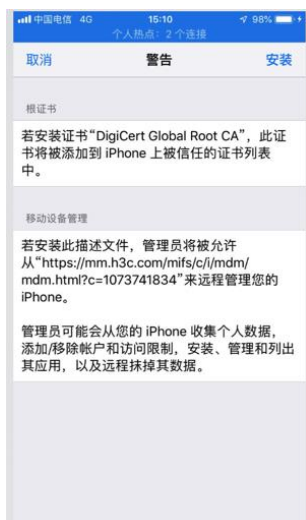 中国电信 4G 15:10 98%
个人热点：2 个连接
取消 警告 安装
根证书
若安装证书“DigiCert Global Root CA”，此证
书将被添加到 iPhone 上被信任的证书列表
中。
移动设备管理
若安装此描述文件，管理员将被允许
从“https://mm.h3c.com/mifs/c/i/mdm/
mdm.html?c=1073741834”来远程管理您的
iPhone。
管理员可能会从您的 iPhone 收集个人数据，
添加/移除帐户和访问限制，安装、管理和列出
其应用，以及远程抹掉其数据。